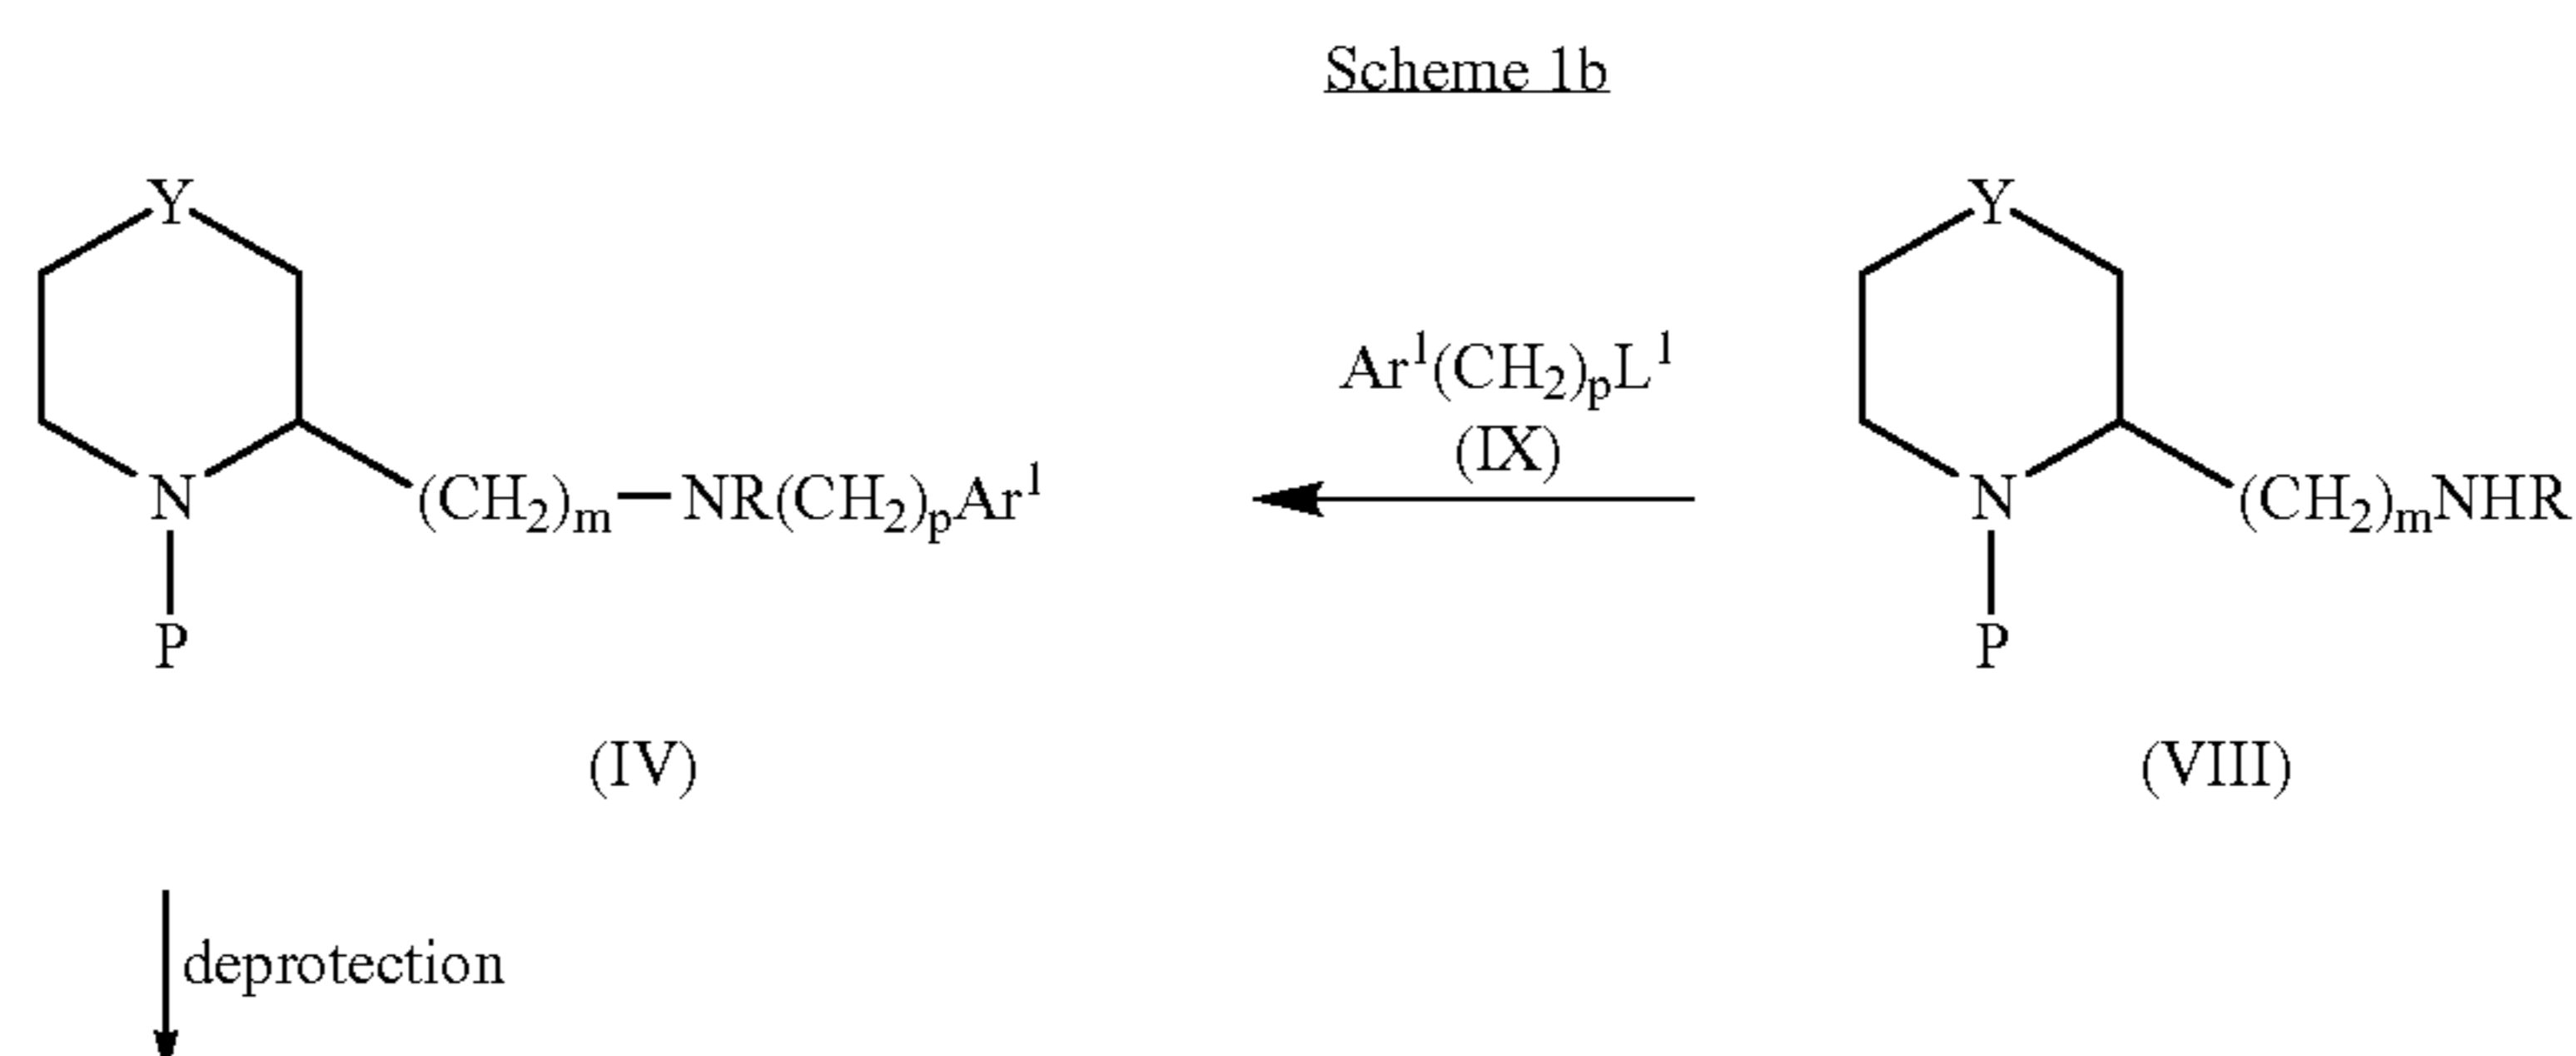 Scheme 1b
Y
N
(CH2)m—NR(CH2)pAr1
P
(IV)
Ar1(CH2)pL1
(IX)
Y
N
(CH2)mNHR
P
(VIII)
deprotection